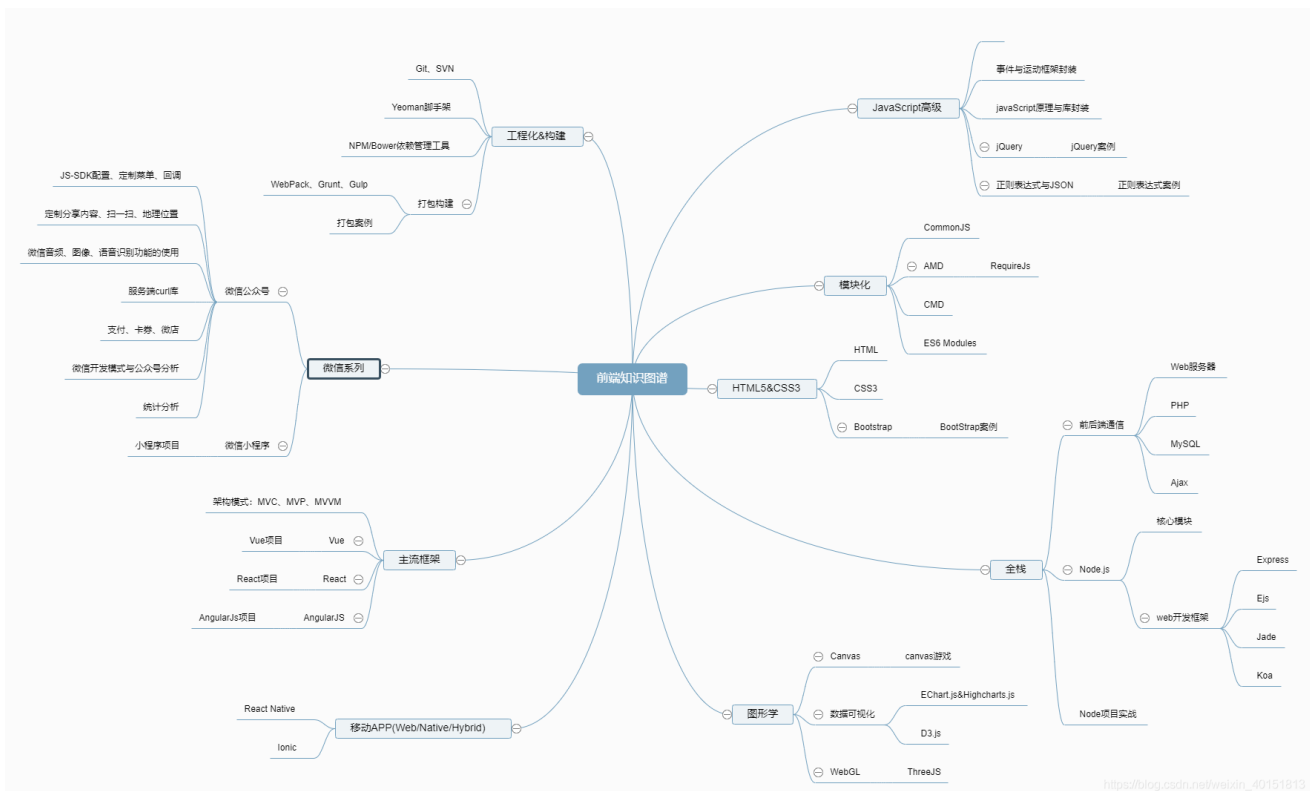 前端知识图谱
JavaScript高级
事件与运动框架封装
javaScript原理与库封装
jQuery
jQuery案例
正则表达式与JSON
正则表达式案例
模块化
CommonJS
AMD
RequireJs
CMD
ES6 Modules
HTML5&CSS3
HTML
CSS3
Bootstrap
BootStrap案例
全栈
前后端通信
Web服务器
PHP
MySQL
Ajax
Node.js
核心模块
web开发框架
Express
Ejs
Jade
Koa
Node项目实战
图形学
Canvas
canvas游戏
数据可视化
EChart.js&Highcharts.js
D3.js
WebGL
ThreeJS
工程化&构建
Git、SVN
Yeoman脚手架
NPM/Bower依赖管理工具
打包构建
WebPack、Grunt、Gulp
打包案例
微信系列
微信公众号
JS-SDK配置、定制菜单、回调
定制分享内容、扫一扫、地理位置
微信音频、图像、语音识别功能的使用
服务端curl库
支付、卡券、微店
微信开发模式与公众号分析
统计分析
微信小程序
小程序项目
主流框架
架构模式：MVC、MVP、MVVM
Vue
Vue项目
React
React项目
AngularJS
AngularJs项目
移动APP(Web/Native/Hybrid)
React Native
Ionic
https://blog.csdn.net/weixin_40151813